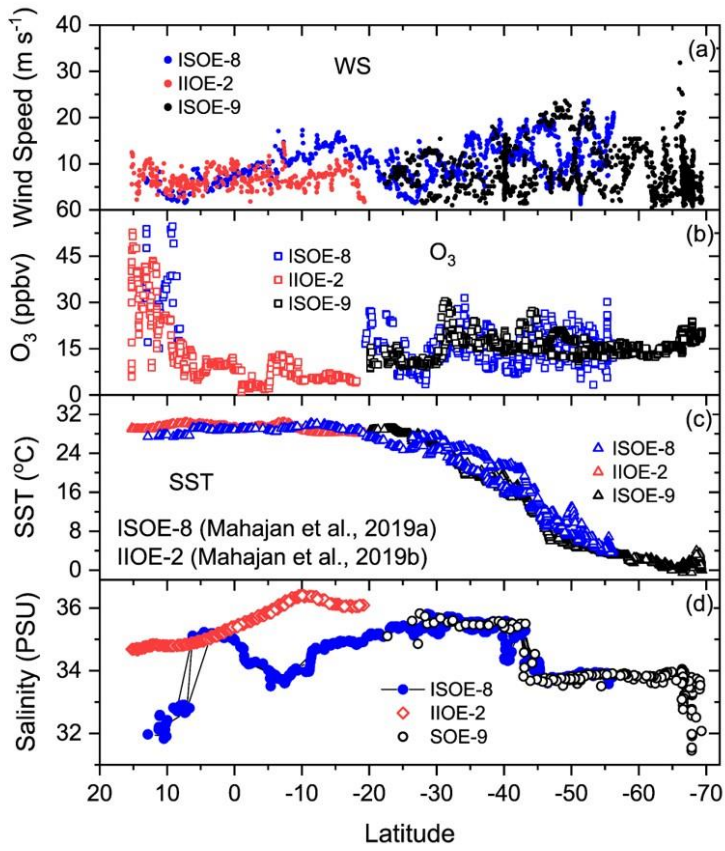 (a)
WS
ISOE-8
IIOE-2
ISOE-9
Wind Speed (m s⁻¹)
40
30
20
10
60
(b)
O₃
ISOE-8
IIOE-2
ISOE-9
O₃ (ppbv)
45
30
15
0
(c)
ISOE-8
IIOE-2
ISOE-9
SST
SST (ºC)
32
24
16
8
0
ISOE-8 (Mahajan et al., 2019a)
IIOE-2 (Mahajan et al., 2019b)
(d)
ISOE-8
IIOE-2
SOE-9
Salinity (PSU)
36
34
32
20 10 0 -10 -20 -30 -40 -50 -60 -70
Latitude